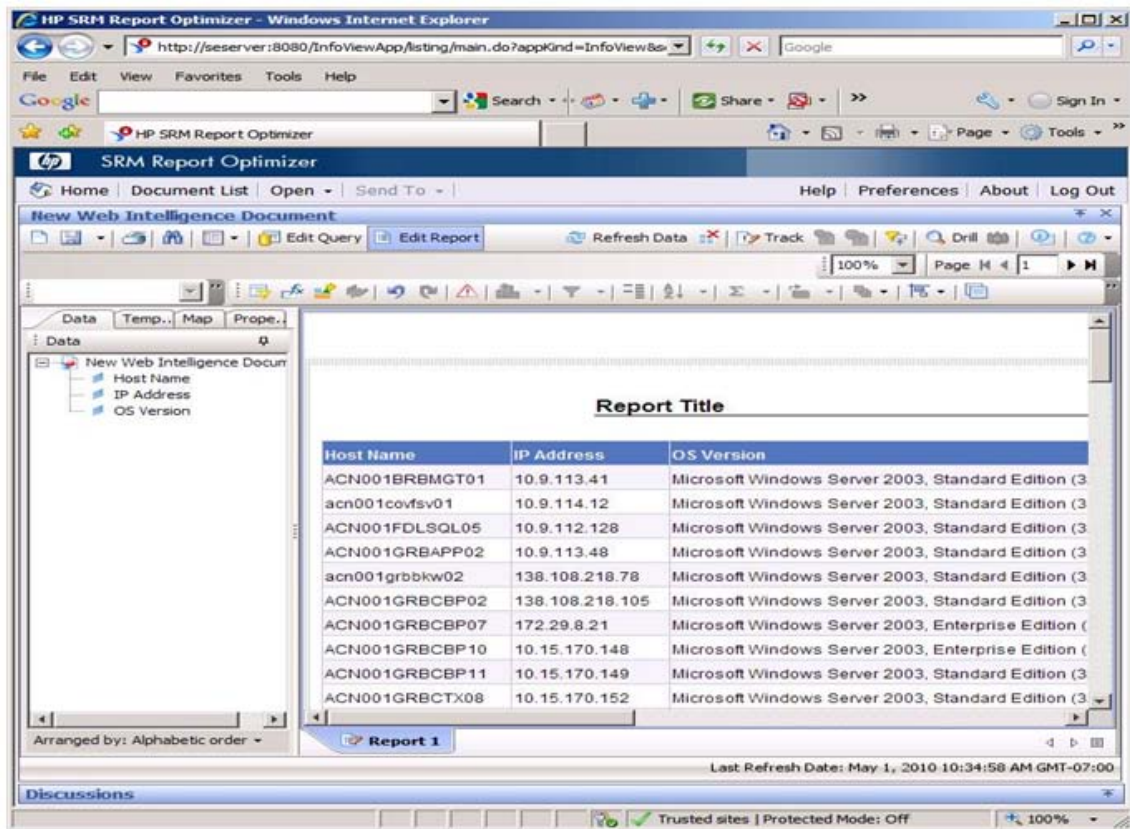 HP SRM Report Optimizer - Windows Internet Explorer
http://seserver:8080/InfoViewApp/listing/main.do?appKind=InfoView&s
Google
File Edit View Favorites Tools Help
Google Search Share >> Sign In
HP SRM Report Optimizer Page Tools >>
hp SRM Report Optimizer
Home Document List Open Send To Help Preferences About Log Out
New Web Intelligence Document
Edit Query Edit Report Refresh Data Track Drill
100% Page 1
Data Temp.. Map Prope..
Data
New Web Intelligence Docum
Host Name
IP Address
OS Version
Report Title
Host Name IP Address OS Version
ACN001BRBMGT01 10.9.113.41 Microsoft Windows Server 2003, Standard Edition (3
acn001covfsv01 10.9.114.12 Microsoft Windows Server 2003, Standard Edition (3
ACN001FDLSQL05 10.9.112.128 Microsoft Windows Server 2003, Standard Edition (3
ACN001GRBAPP02 10.9.113.48 Microsoft Windows Server 2003, Standard Edition (3
acn001grbbkw02 138.108.218.78 Microsoft Windows Server 2003, Standard Edition (3
ACN001GRBCBP02 138.108.218.105 Microsoft Windows Server 2003, Standard Edition (3
ACN001GRBCBP07 172.29.8.21 Microsoft Windows Server 2003, Enterprise Edition (
ACN001GRBCBP10 10.15.170.148 Microsoft Windows Server 2003, Enterprise Edition (
ACN001GRBCBP11 10.15.170.149 Microsoft Windows Server 2003, Standard Edition (3
ACN001GRBCTX08 10.15.170.152 Microsoft Windows Server 2003, Standard Edition (3
Arranged by: Alphabetic order
Report 1
Last Refresh Date: May 1, 2010 10:34:58 AM GMT-07:00
Discussions
Trusted sites | Protected Mode: Off 100%